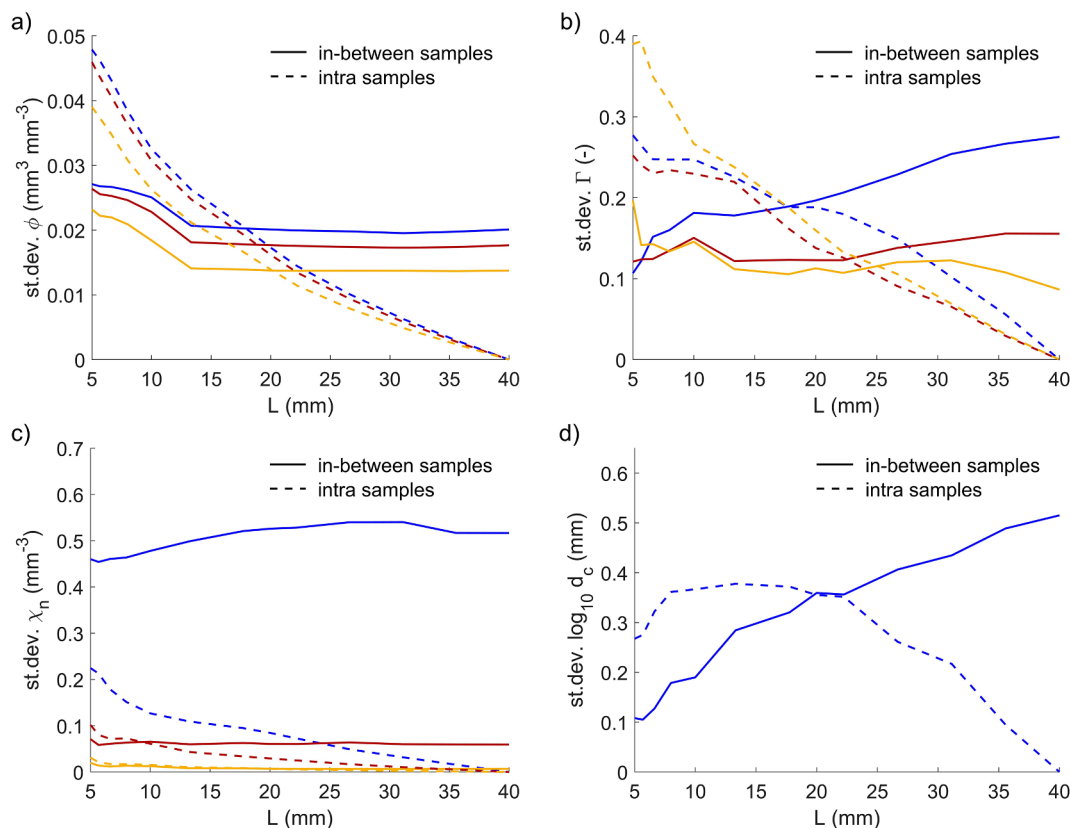 a)
st.dev. ϕ (mm³ mm⁻³)
0.05
0.04
0.03
0.02
0.01
0
in-between samples
intra samples
5 10 15 20 25 30 35 40
L (mm)
b)
st.dev. Γ (-)
0.4
0.3
0.2
0.1
0
in-between samples
intra samples
5 10 15 20 25 30 35 40
L (mm)
c)
st.dev. χₙ (mm⁻³)
0.7
0.6
0.5
0.4
0.3
0.2
0.1
0
in-between samples
intra samples
5 10 15 20 25 30 35 40
L (mm)
d)
st.dev. log₁₀ d_c (mm)
0.6
0.5
0.4
0.3
0.2
0.1
0
in-between samples
intra samples
5 10 15 20 25 30 35 40
L (mm)